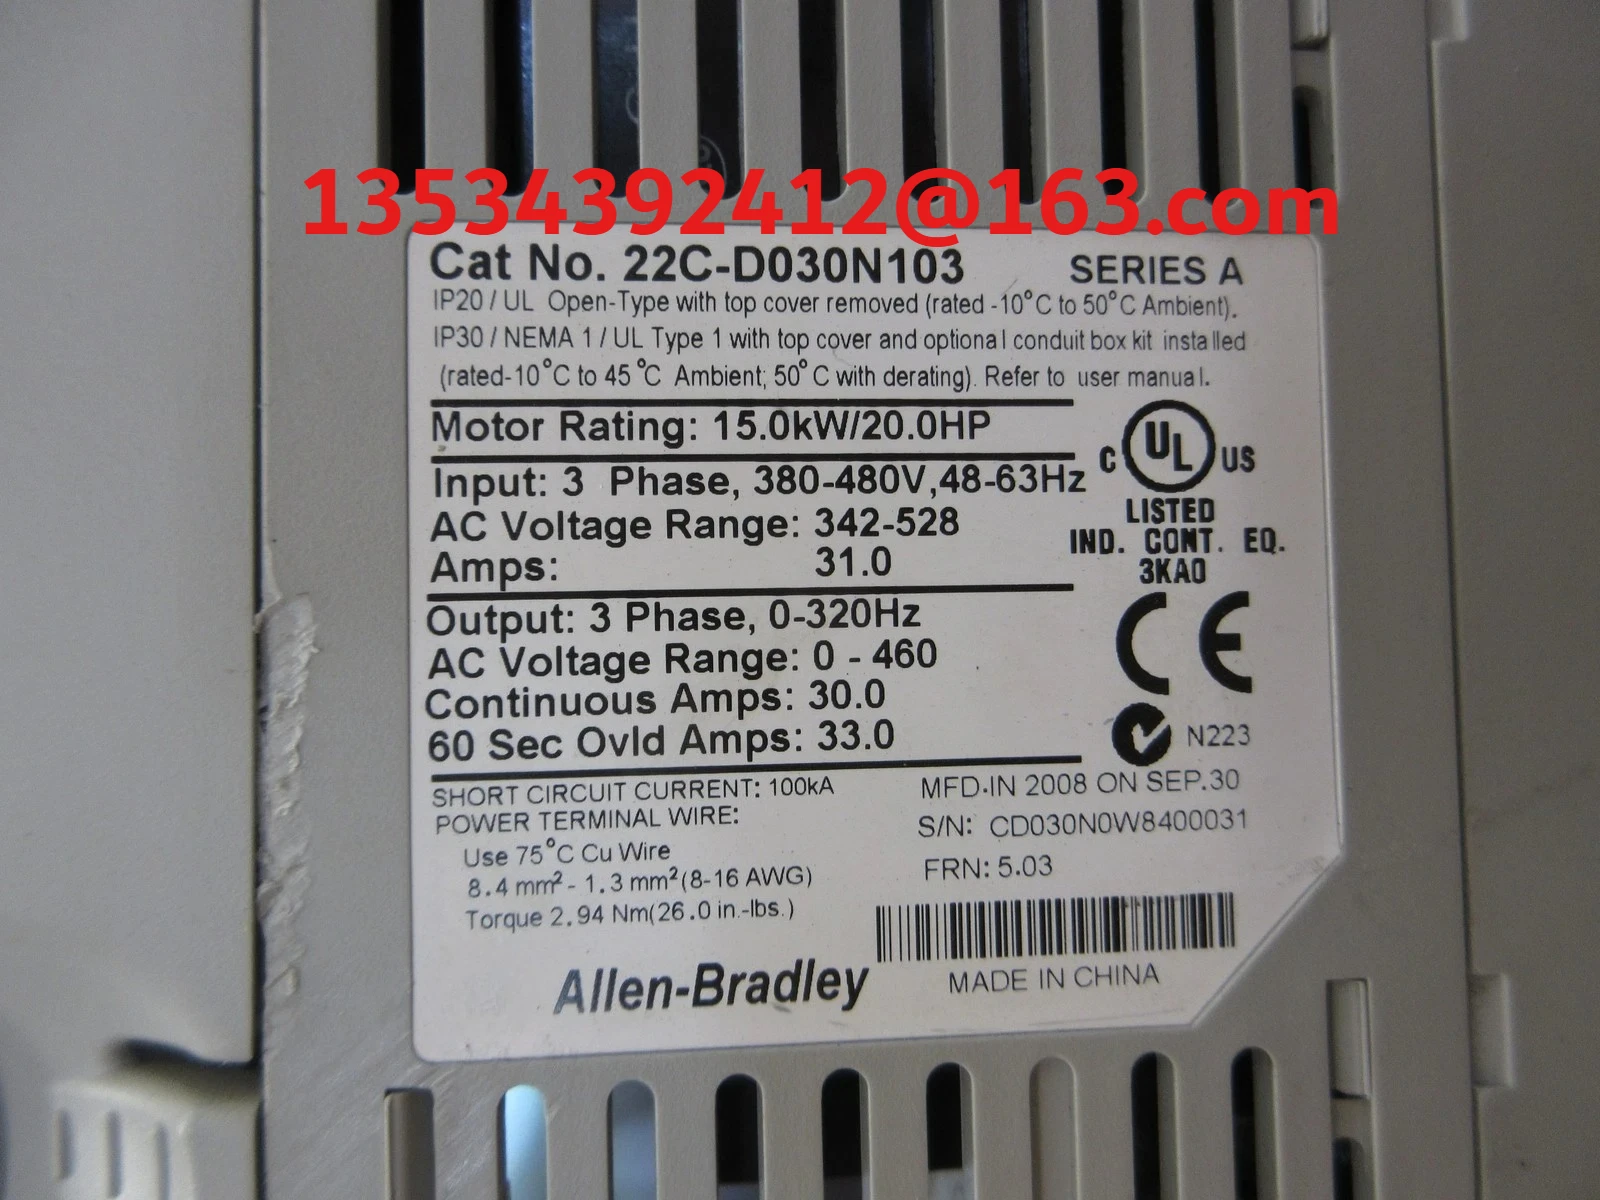 13534392412@163.com
Cat No. 22C-D030N103 SERIES A
IP20 / UL Open-Type with top cover removed (rated -10°C to 50°C Ambient).
IP30 / NEMA 1 / UL Type 1 with top cover and optional conduit box kit installed
(rated-10°C to 45°C Ambient; 50°C with derating). Refer to user manual.
Motor Rating: 15.0kW/20.0HP
Input: 3 Phase, 380-480V,48-63Hz
AC Voltage Range: 342-528
Amps: 31.0
C UL US
LISTED
IND. CONT. EQ.
3KA0
Output: 3 Phase, 0-320Hz
AC Voltage Range: 0 - 460
Continuous Amps: 30.0
60 Sec Ovld Amps: 33.0
CE
N223
SHORT CIRCUIT CURRENT: 100kA
POWER TERMINAL WIRE:
Use 75°C Cu Wire
8.4 mm² - 1.3 mm² (8-16 AWG)
Torque 2.94 Nm(26.0 in.-lbs.)
MFD.IN 2008 ON SEP.30
S/N: CD030N0W8400031
FRN: 5.03
Allen-Bradley
MADE IN CHINA